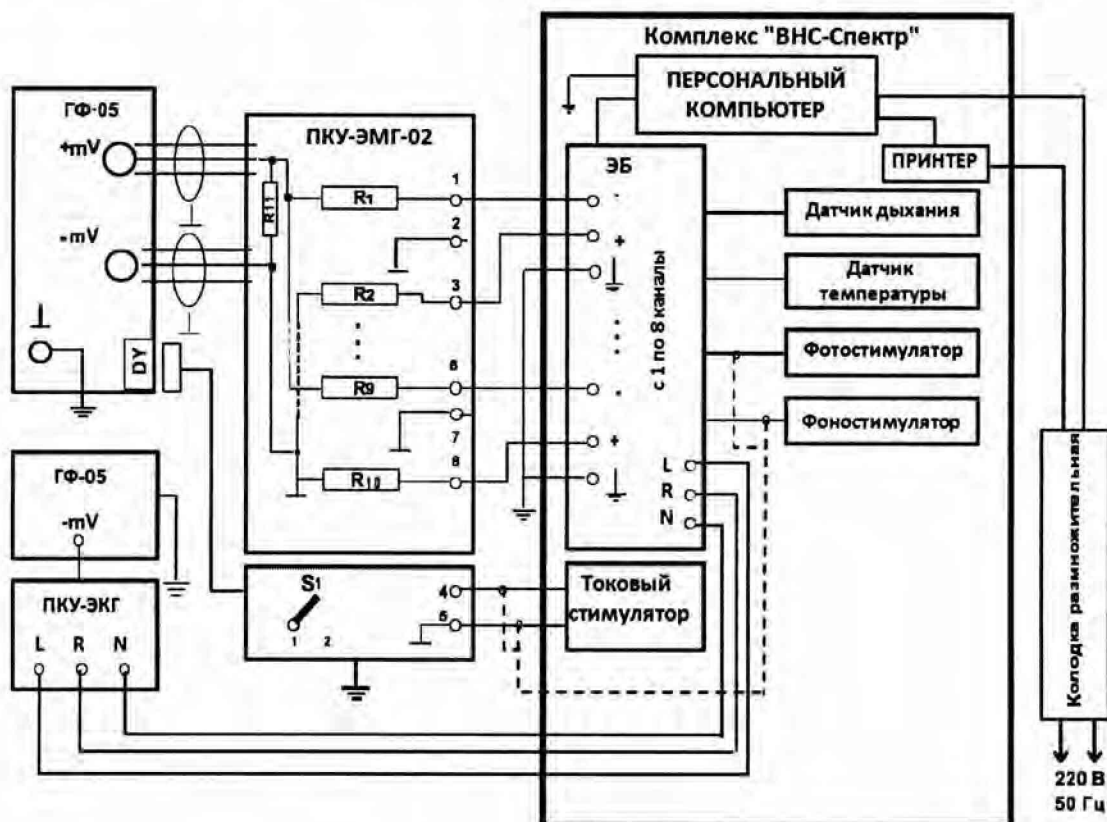 Комплекс "ВНС-Спектр"
ПЕРСОНАЛЬНЫЙ
КОМПЬЮТЕР
ПРИНТЕР
ГФ-05
+mV
-mV
DY
ПКУ-ЭМГ-02
R11
R1
R2
R9
R10
1
2
3
6
7
8
ЭБ
+
+
с 1 по 8 каналы
L
R
N
Датчик дыхания
Датчик
температуры
Фотостимулятор
Фоностимулятор
ГФ-05
-mV
ПКУ-ЭКГ
L R N
S1
1 2
4
5
Токовый
стимулятор
Колодка размножительная
220 В
50 Гц